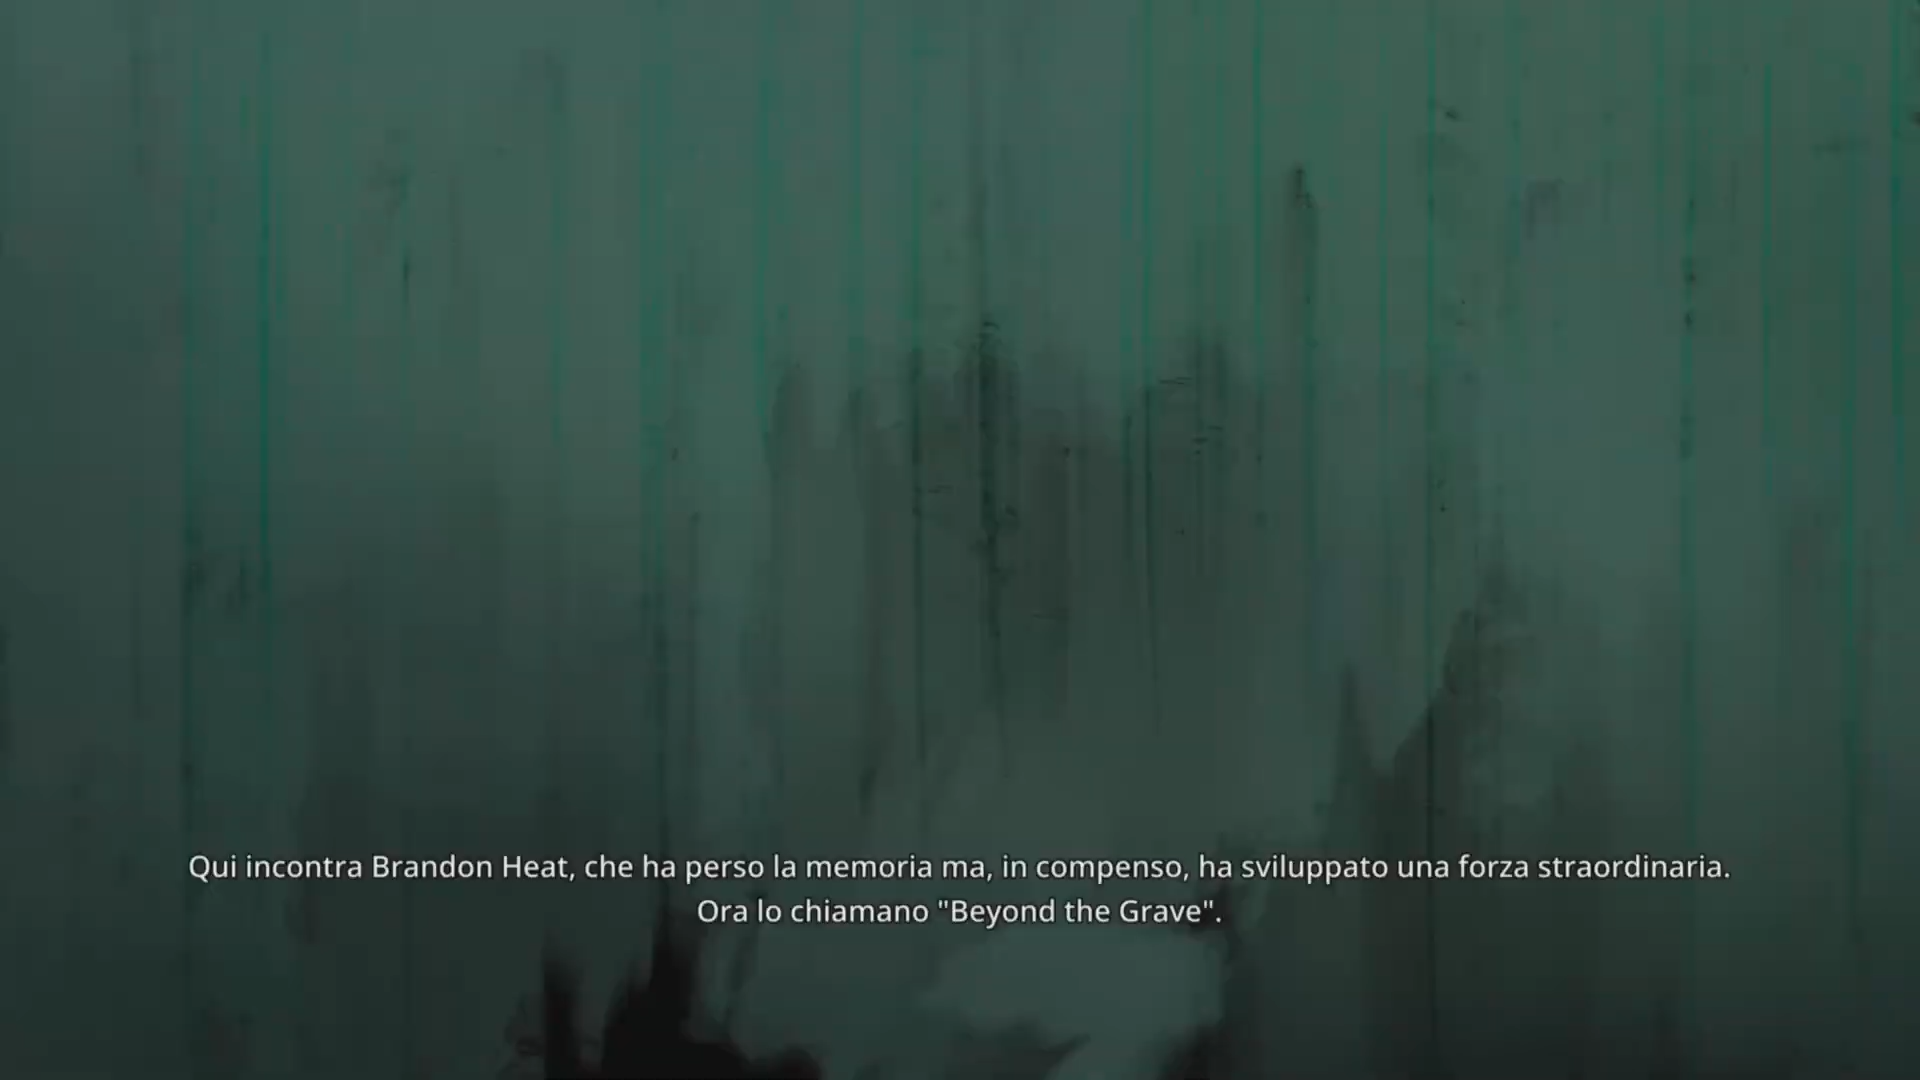 Qui incontra Brandon Heat, che ha perso la memoria ma, in compenso, ha sviluppato una forza straordinaria.
Ora lo chiamano "Beyond the Grave".